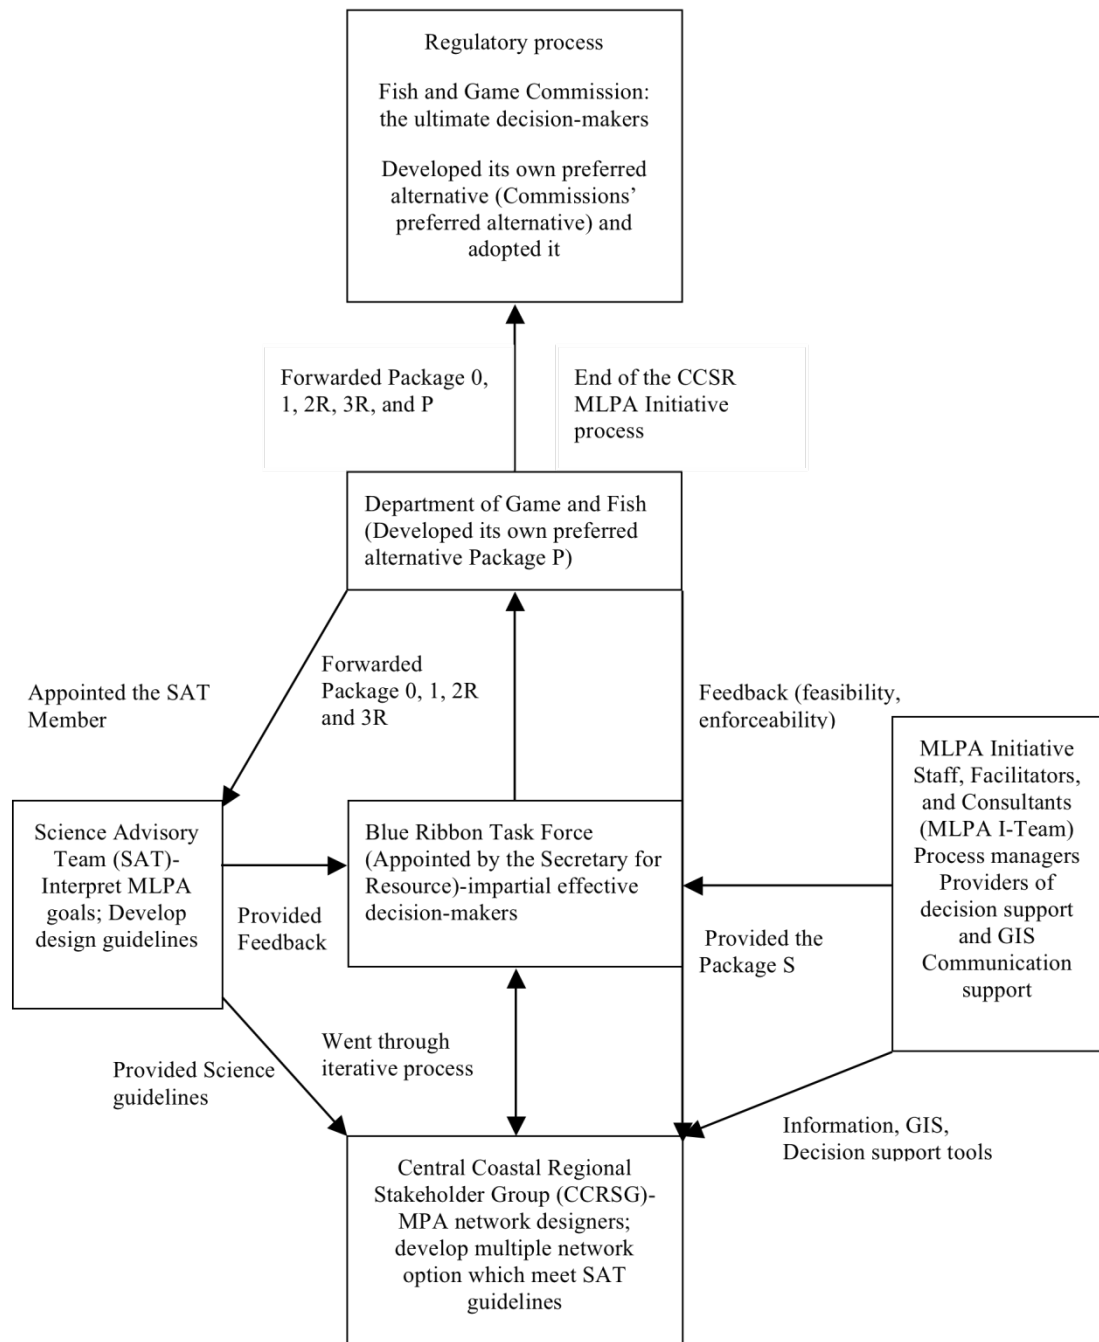 Regulatory process
Fish and Game Commission:
the ultimate decision-makers
Developed its own preferred
alternative (Commissions’
preferred alternative) and
adopted it
Forwarded Package 0,
1, 2R, 3R, and P
End of the CCSR
MLPA Initiative
process
Department of Game and Fish
(Developed its own preferred
alternative Package P)
Appointed the SAT
Member
Forwarded
Package 0, 1, 2R
and 3R
Feedback (feasibility,
enforceability)
Science Advisory
Team (SAT)-
Interpret MLPA
goals; Develop
design guidelines
Provided
Feedback
Blue Ribbon Task Force
(Appointed by the Secretary for
Resource)-impartial effective
decision-makers
MLPA Initiative
Staff, Facilitators,
and Consultants
(MLPA I-Team)
Process managers
Providers of
decision support
and GIS
Communication
support
Provided the
Package S
Provided Science
guidelines
Went through
iterative process
Information, GIS,
Decision support tools
Central Coastal Regional
Stakeholder Group (CCRSG)-
MPA network designers;
develop multiple network
option which meet SAT
guidelines